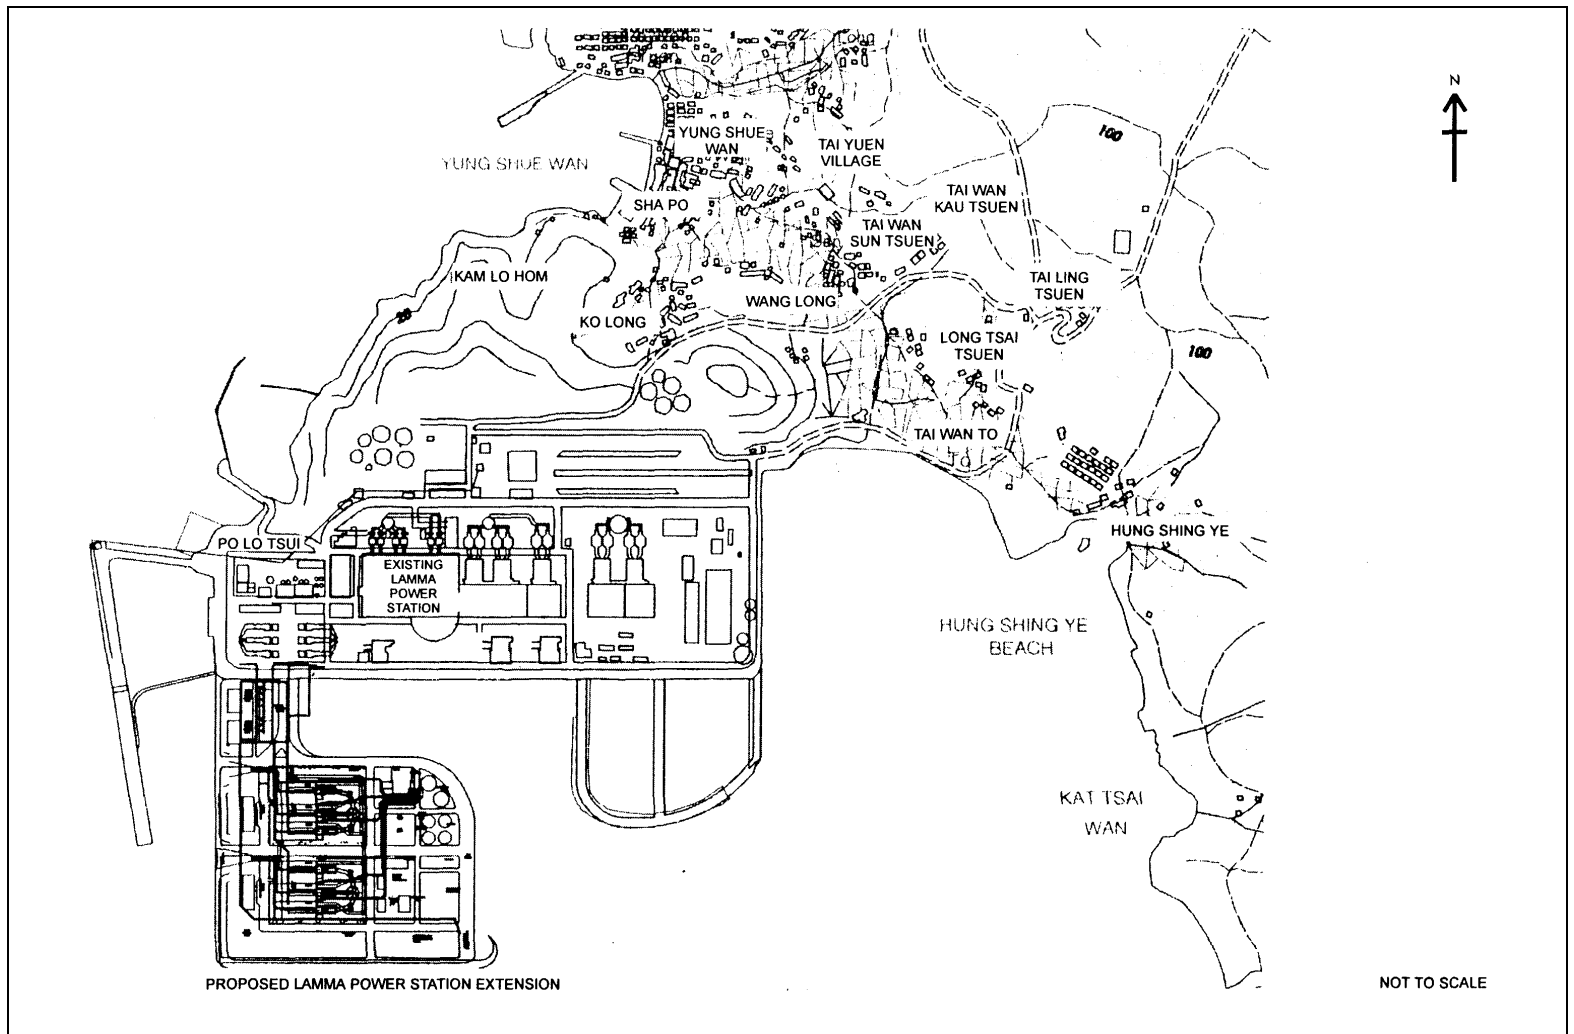 N
100
YUNG SHUE
WAN
TAI YUEN
VILLAGE
YUNG SHUE WAN
SHA PO
TAI WAN
KAU TSUEN
TAI WAN
SUN TSUEN
KAM LO HOM
TAI LING
TSUEN
WANG LONG
KO LONG
LONG TSAI
TSUEN
100
TAI WAN TO
PO LO TSUI
HUNG SHING YE
EXISTING
LAMMA
POWER
STATION
HUNG SHING YE
BEACH
KAT TSAI
WAN
PROPOSED LAMMA POWER STATION EXTENSION
NOT TO SCALE